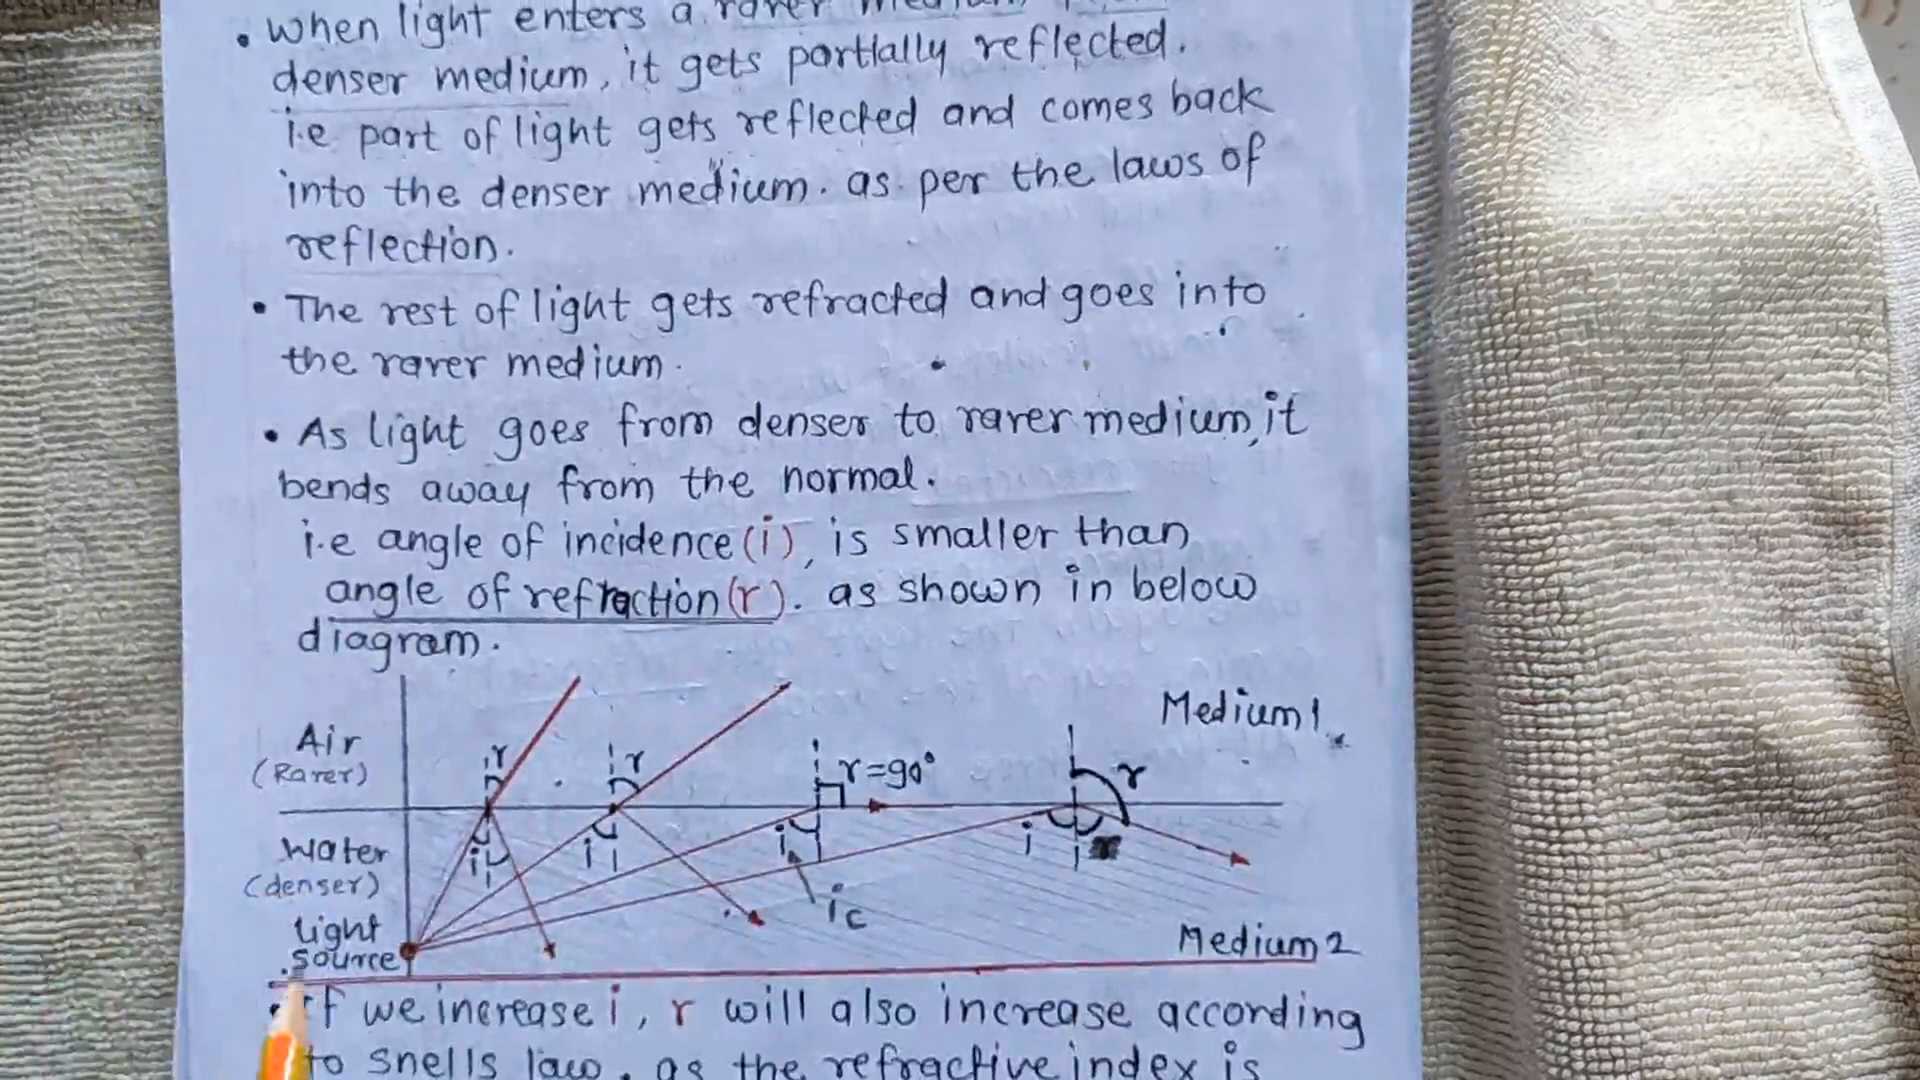 • when light enters a rarer medium
denser medium, it gets partially reflected.
i.e part of light gets reflected and comes back
into the denser medium. as per the laws of
reflection.
• The rest of light gets refracted and goes into
the rarer medium.
• As light goes from denser to rarer medium, it
bends away from the normal.
i.e angle of incidence (i), is smaller than
angle of refraction (r). as shown in below
diagram.
Medium 1
Air
(Rarer)
r
r
r=90°
r
Water
(denser)
i
i
i
i
ic
Light
source
Medium 2
• If we increase i, r will also increase according
to snells law. as the refractive index is